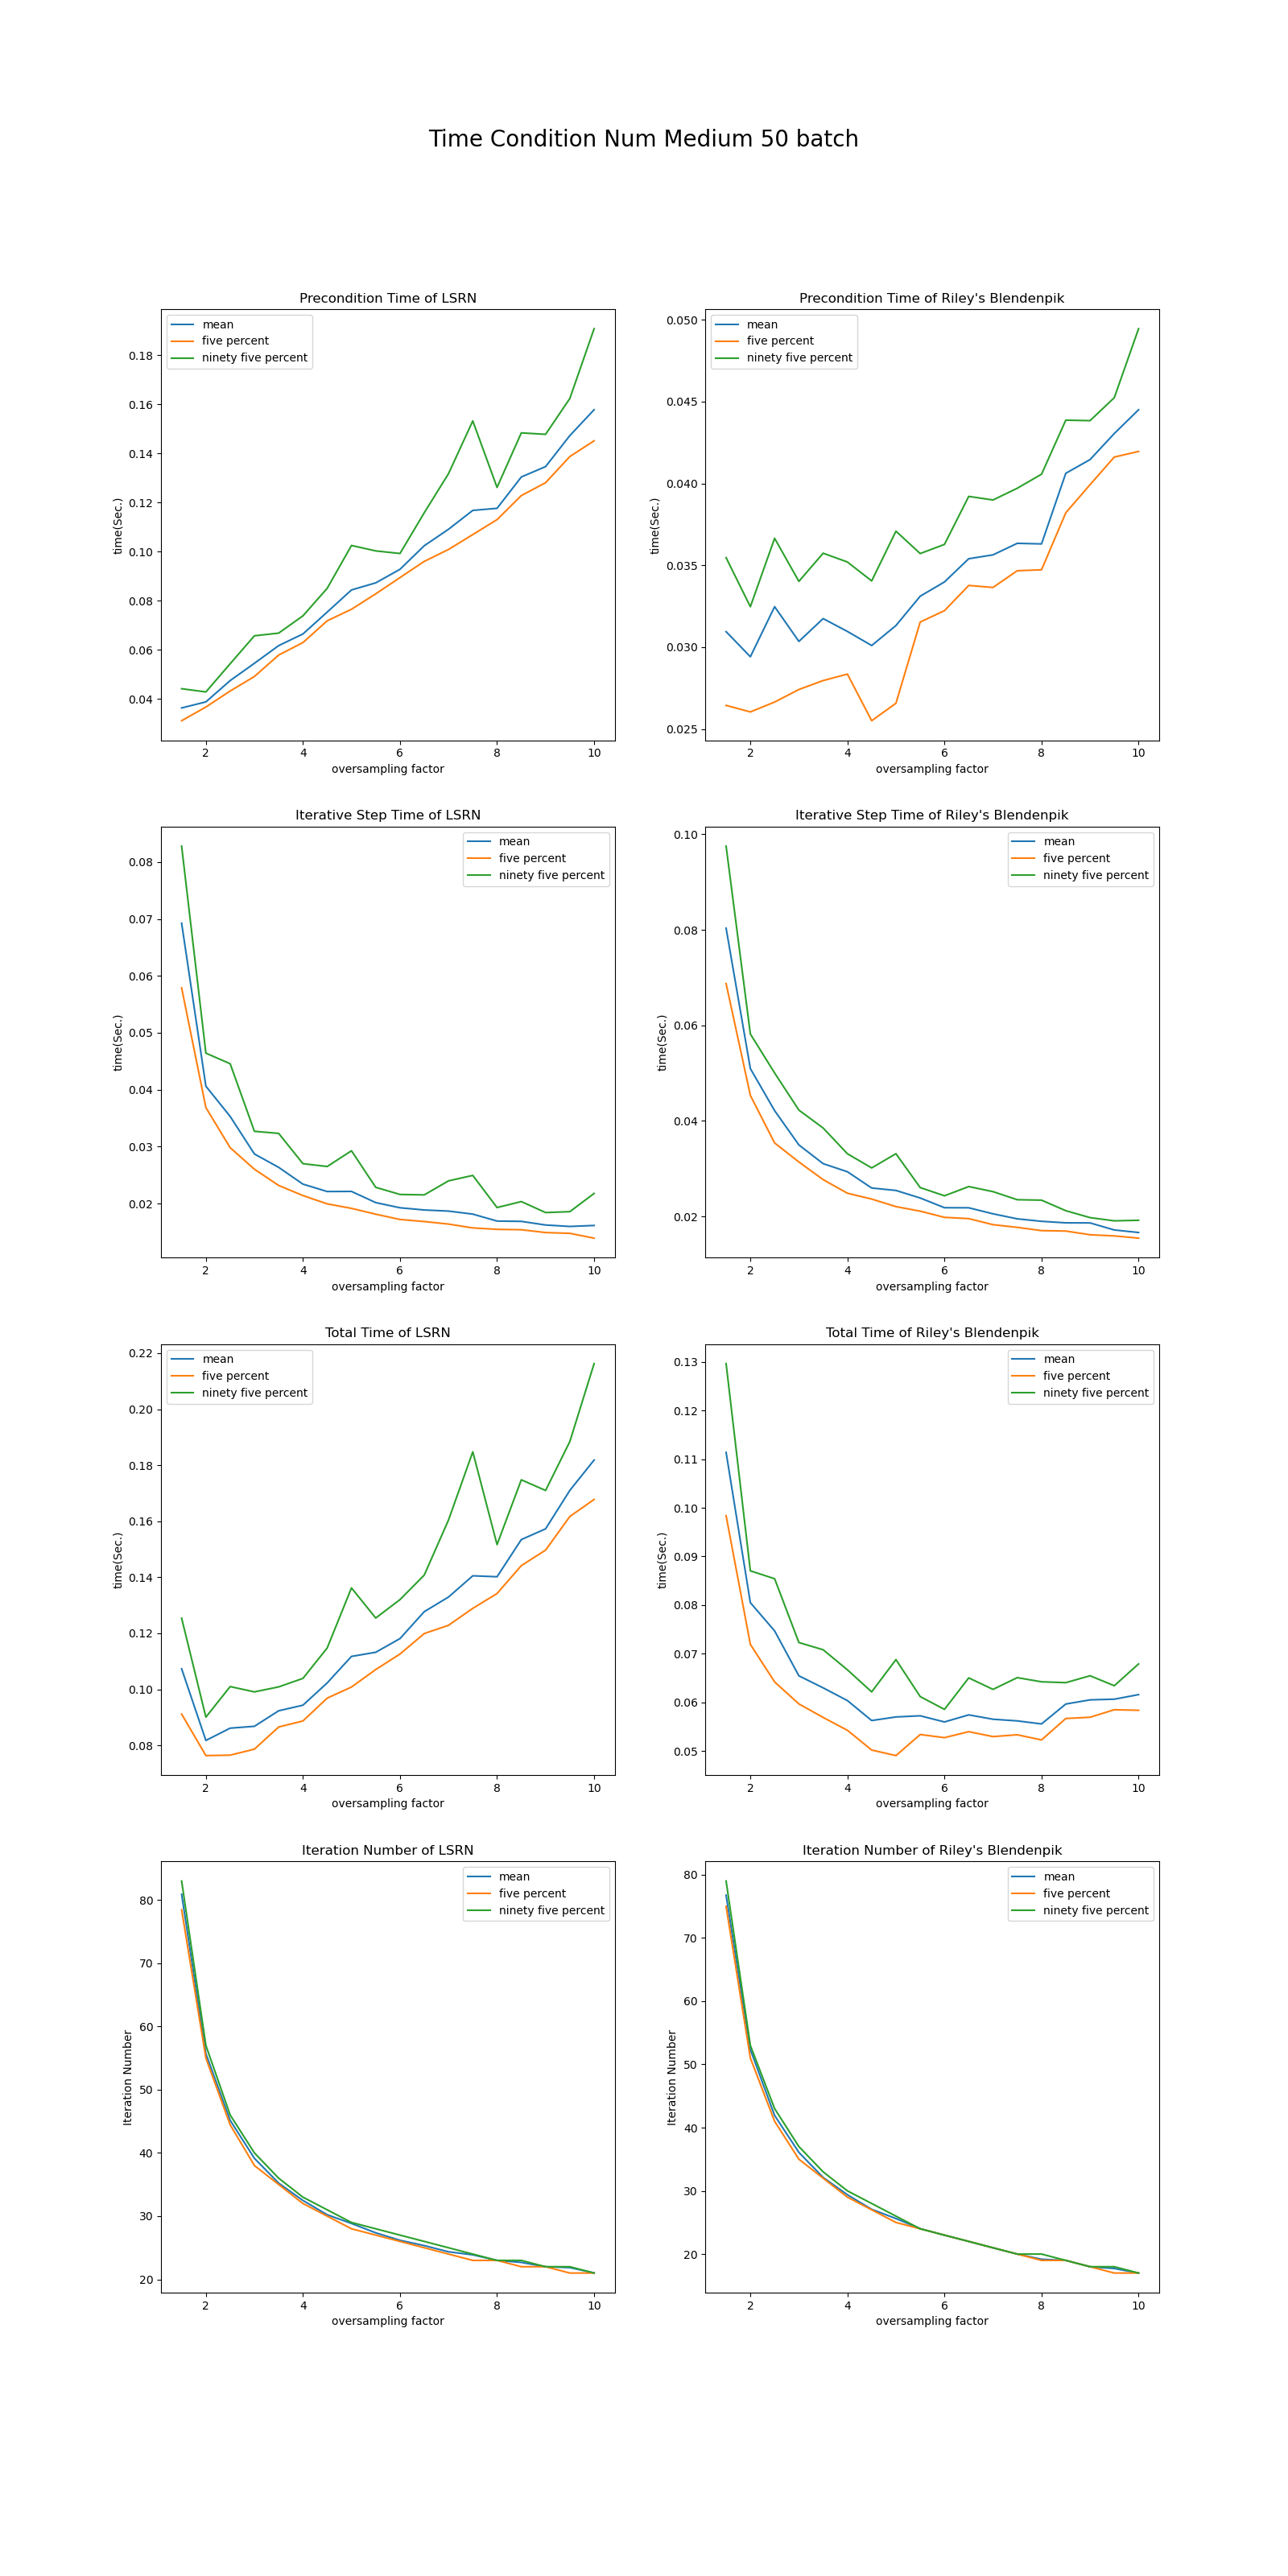 Time Condition Num Medium 50 batch
Precondition Time of LSRN
mean
five percent
ninety five percent
0.18
0.16
0.14
0.12
0.10
0.08
0.06
0.04
time(Sec.)
2 4 6 8 10
oversampling factor
Precondition Time of Riley's Blendenpik
mean
five percent
ninety five percent
0.050
0.045
0.040
0.035
0.030
0.025
time(Sec.)
2 4 6 8 10
oversampling factor
Iterative Step Time of LSRN
mean
five percent
ninety five percent
0.08
0.07
0.06
0.05
0.04
0.03
0.02
time(Sec.)
2 4 6 8 10
oversampling factor
Iterative Step Time of Riley's Blendenpik
mean
five percent
ninety five percent
0.10
0.08
0.06
0.04
0.02
time(Sec.)
2 4 6 8 10
oversampling factor
Total Time of LSRN
mean
five percent
ninety five percent
0.22
0.20
0.18
0.16
0.14
0.12
0.10
0.08
time(Sec.)
2 4 6 8 10
oversampling factor
Total Time of Riley's Blendenpik
mean
five percent
ninety five percent
0.13
0.12
0.11
0.10
0.09
0.08
0.07
0.06
0.05
time(Sec.)
2 4 6 8 10
oversampling factor
Iteration Number of LSRN
mean
five percent
ninety five percent
80
70
60
50
40
30
20
Iteration Number
2 4 6 8 10
oversampling factor
Iteration Number of Riley's Blendenpik
mean
five percent
ninety five percent
80
70
60
50
40
30
20
Iteration Number
2 4 6 8 10
oversampling factor